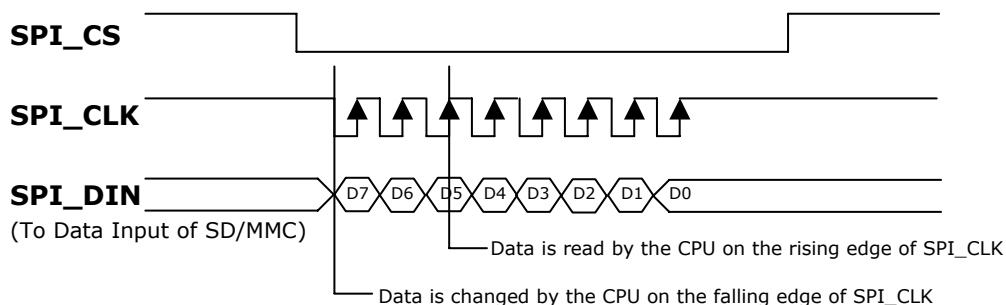 SPI_CS
SPI_CLK
SPI_DIN
D7 D6 D5 D4 D3 D2 D1 D0
(To Data Input of SD/MMC)
Data is read by the CPU on the rising edge of SPI_CLK
Data is changed by the CPU on the falling edge of SPI_CLK